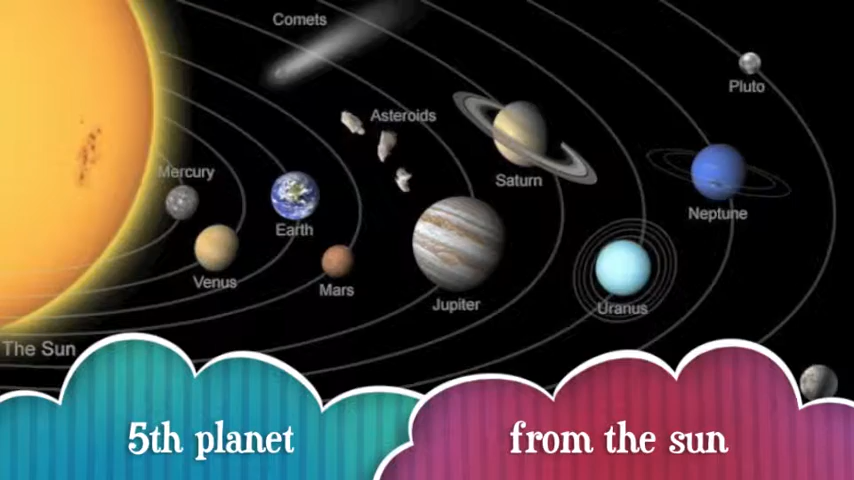 Comets
Pluto
Asteroids
Mercury
Saturn
Neptune
Earth
Venus
Mars
Jupiter
Uranus
The Sun
5th planet
from the sun